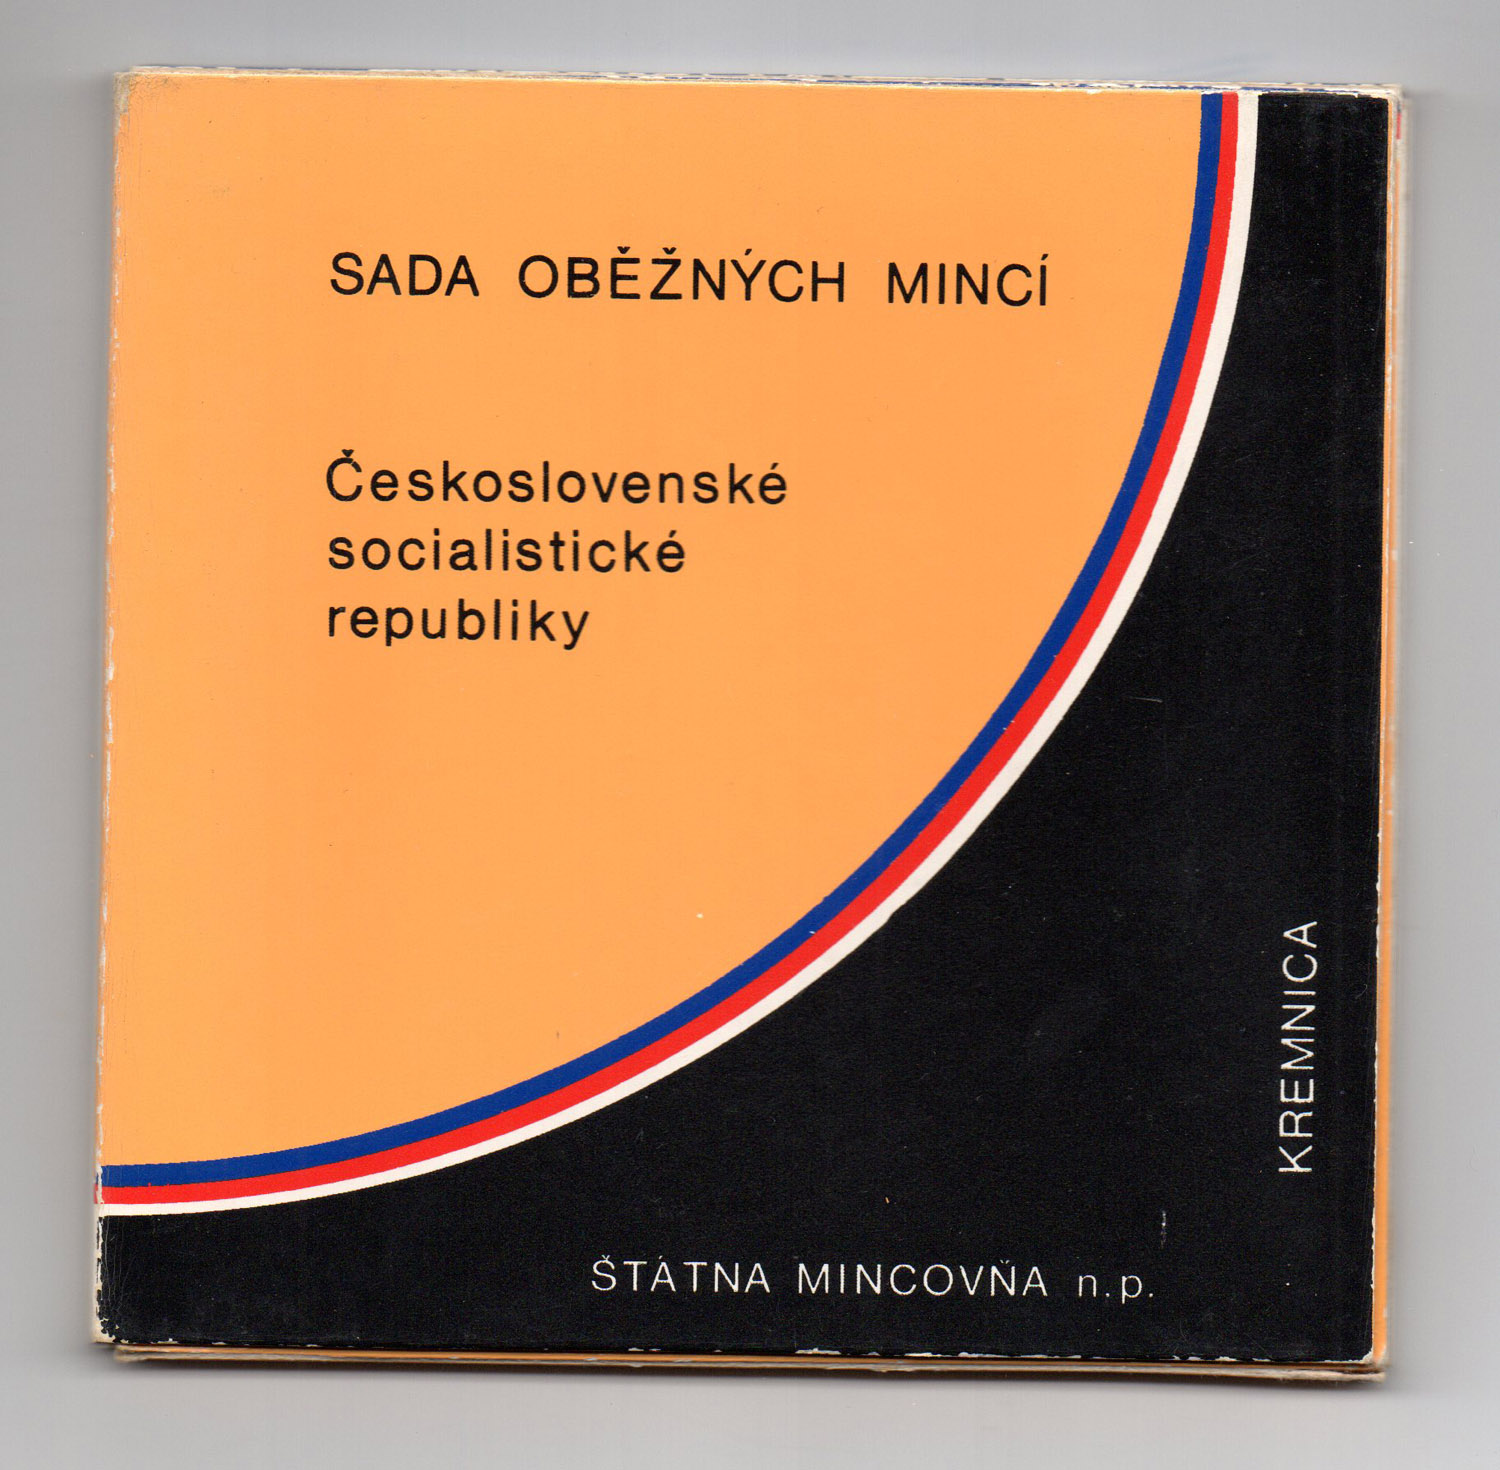 SADA OBĚŽNÝCH MINCÍ
Československé
socialistické
republiky
KREMNICA
ŠTÁTNA MINCOVŇA n.p.